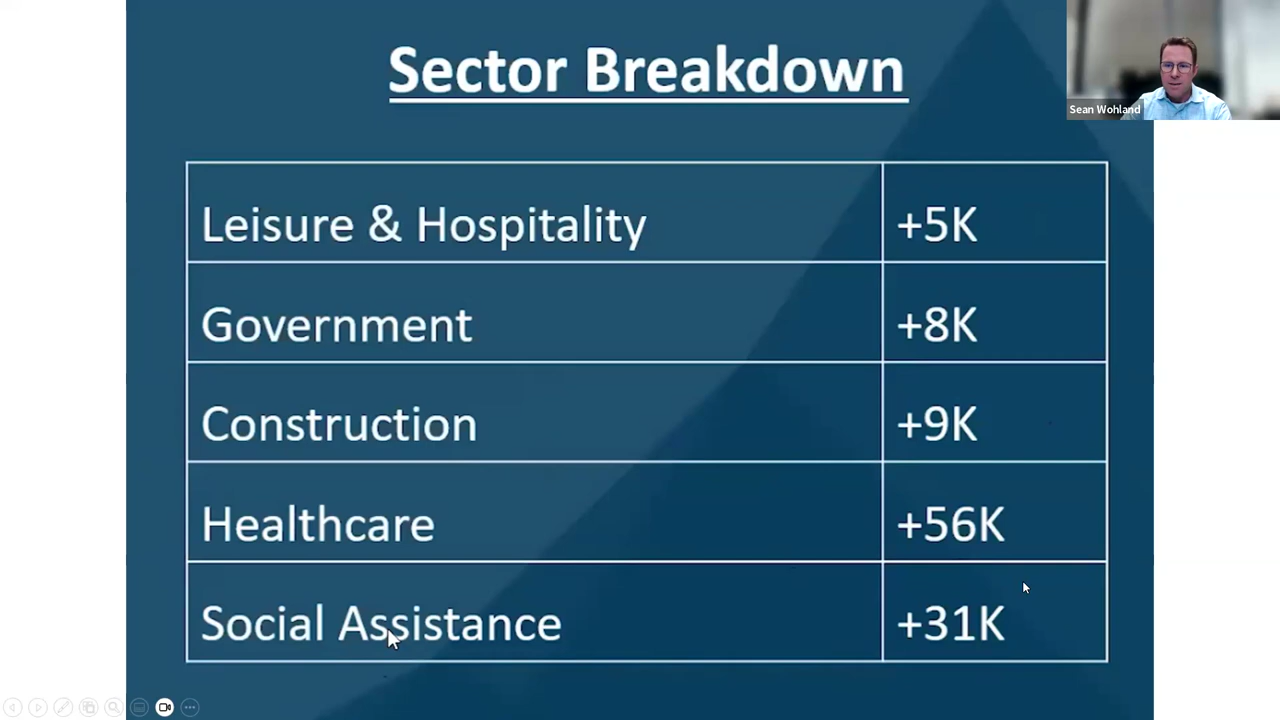 Sector Breakdown
Sean Wohland
Leisure & Hospitality +5K
Government +8K
Construction +9K
Healthcare +56K
Social Assistance +31K